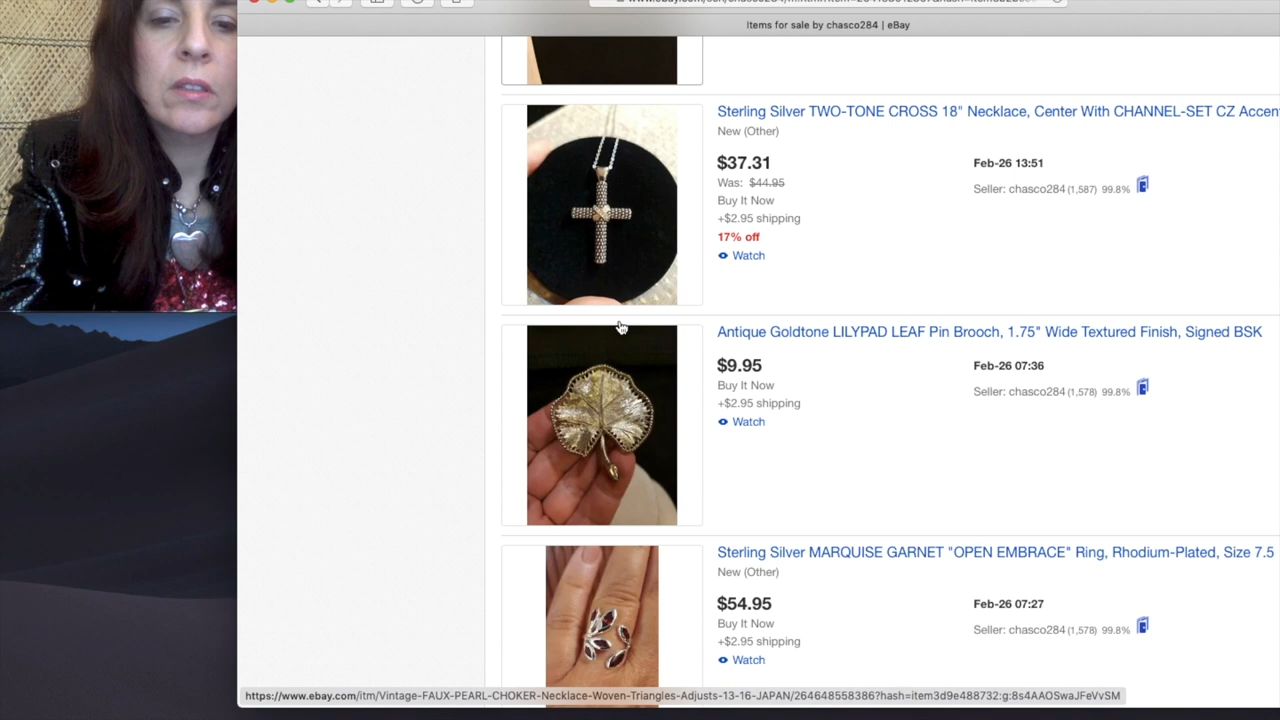 Items for sale by chasco284 | eBay
Sterling Silver TWO-TONE CROSS 18" Necklace, Center With CHANNEL-SET CZ Accen
New (Other)
$37.31
Feb-26 13:51
Was: $44.95
Seller: chasco284 (1,587) 99.8%
Buy It Now
+$2.95 shipping
17% off
Watch
Antique Goldtone LILYPAD LEAF Pin Brooch, 1.75" Wide Textured Finish, Signed BSK
$9.95
Feb-26 07:36
Buy It Now
Seller: chasco284 (1,578) 99.8%
+$2.95 shipping
Watch
Sterling Silver MARQUISE GARNET "OPEN EMBRACE" Ring, Rhodium-Plated, Size 7.5
New (Other)
$54.95
Feb-26 07:27
Buy It Now
Seller: chasco284 (1,578) 99.8%
+$2.95 shipping
Watch
https://www.ebay.com/itm/Vintage-FAUX-PEARL-CHOKER-Necklace-Woven-Triangles-Adjusts-13-16-JAPAN/264648558386?hash=item3d9e488732:g:8s4AAOSwaJFeVvSM